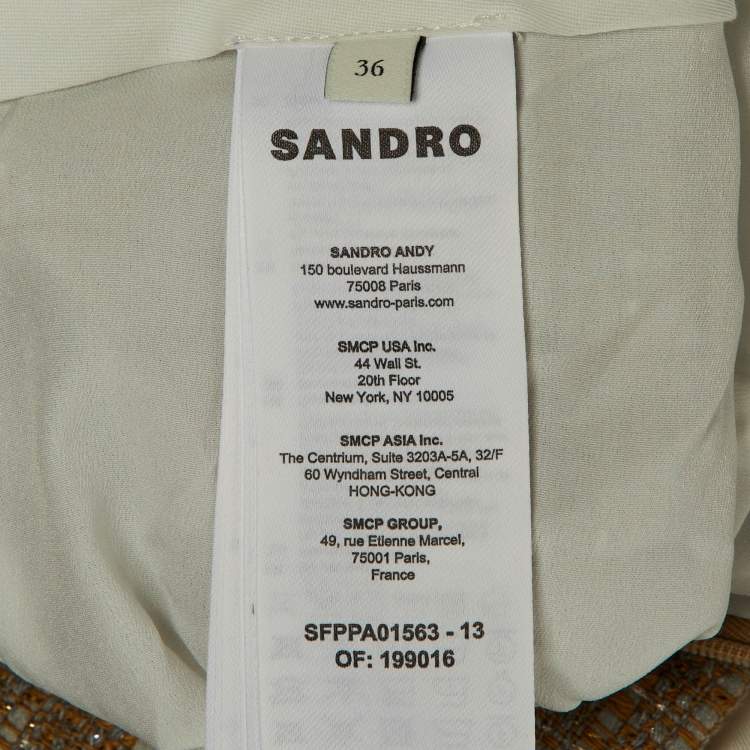 36
SANDRO
SANDRO ANDY
150 boulevard Haussmann
75008 Paris
www.sandro-paris.com
SMCP USA Inc.
44 Wall St.
20th Floor
New York, NY 10005
SMCP ASIA Inc.
The Centrium, Suite 3203A-5A, 32/F
60 Wyndham Street, Central
HONG-KONG
SMCP GROUP,
49, rue Etienne Marcel,
75001 Paris,
France
SFPPA01563 - 13
OF: 199016